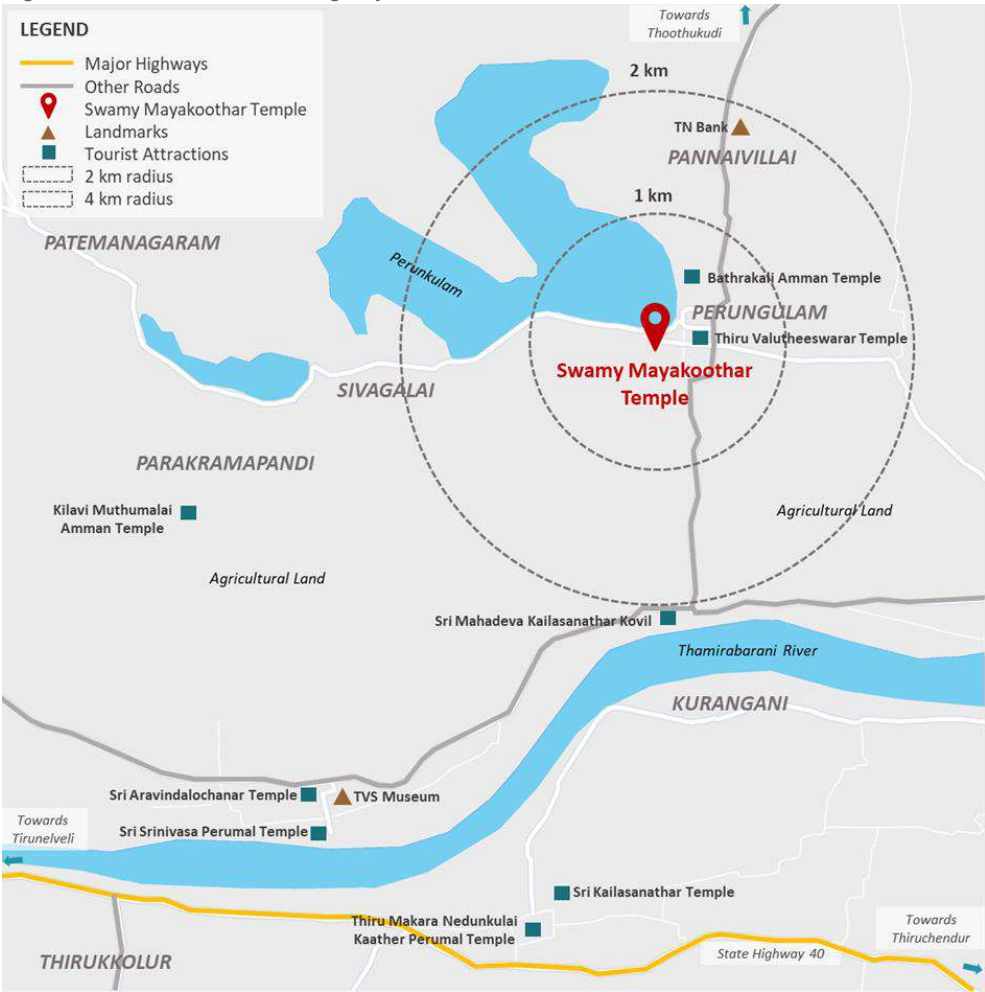 LEGEND
Major Highways
Other Roads
Swamy Mayakoothar Temple
Landmarks
Tourist Attractions
2 km radius
4 km radius
Towards
Thoothukudi
2 km
TN Bank
PANNAIVILLAI
1 km
PATEMANAGARAM
Perunkulam
Bathrakali Amman Temple
PERUNGULAM
Thiru Valutheeswarar Temple
Swamy Mayakoothar
Temple
SIVAGALAI
PARAKRAMAPANDI
Kilavi Muthumalai
Amman Temple
Agricultural Land
Agricultural Land
Sri Mahadeva Kailasanathar Kovil
Thamirabarani River
KURANGANI
Sri Aravindalochanar Temple
TVS Museum
Sri Srinivasa Perumal Temple
Towards
Tirunelveli
Sri Kailasanathar Temple
Thiru Makara Nedunkulai
Kaather Perumal Temple
Towards
Thiruchendur
State Highway 40
THIRUKKOLUR